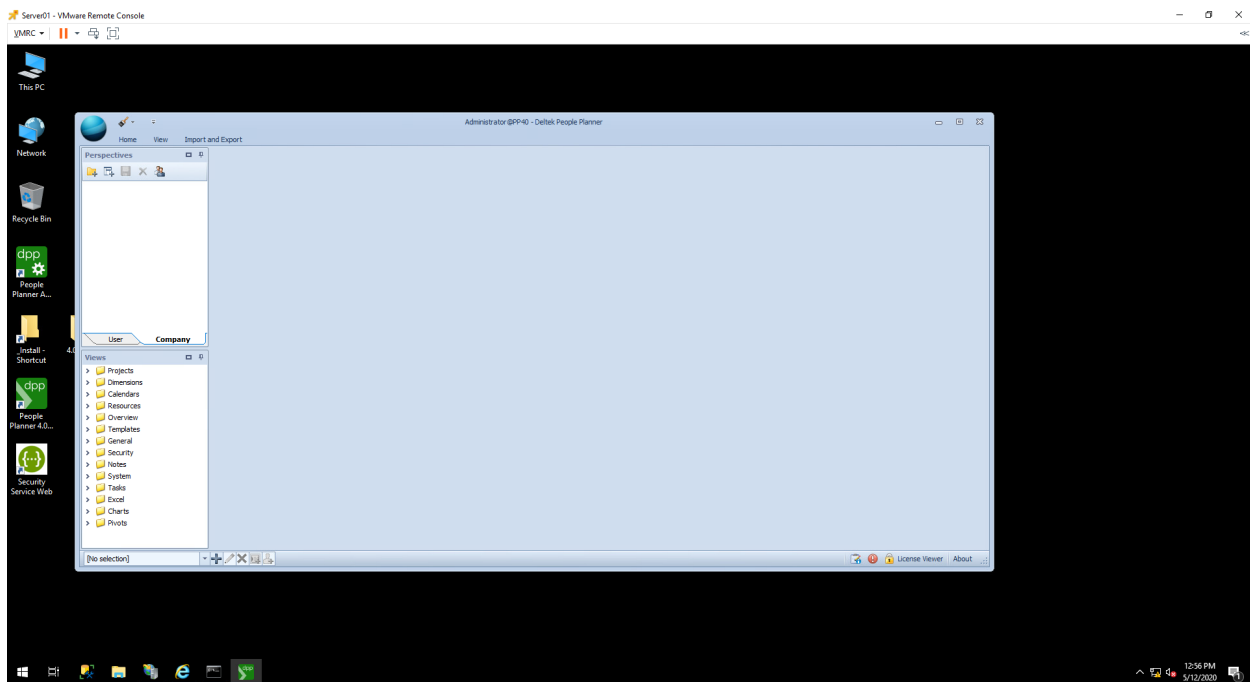 Server01 - VMware Remote Console
VMRC
This PC
Network
Recycle Bin
dpp
People
Planner A...
_Install -
Shortcut
4.0
dpp
People
Planner 4.0...
Security
Service Web
Administrator@PP40 - Deltek People Planner
Home View Import and Export
Perspectives
User Company
Views
Projects
Dimensions
Calendars
Resources
Overview
Templates
General
Security
Notes
System
Tasks
Excel
Charts
Pivots
[No selection]
License Viewer About
dpp
12:56 PM
5/12/2020